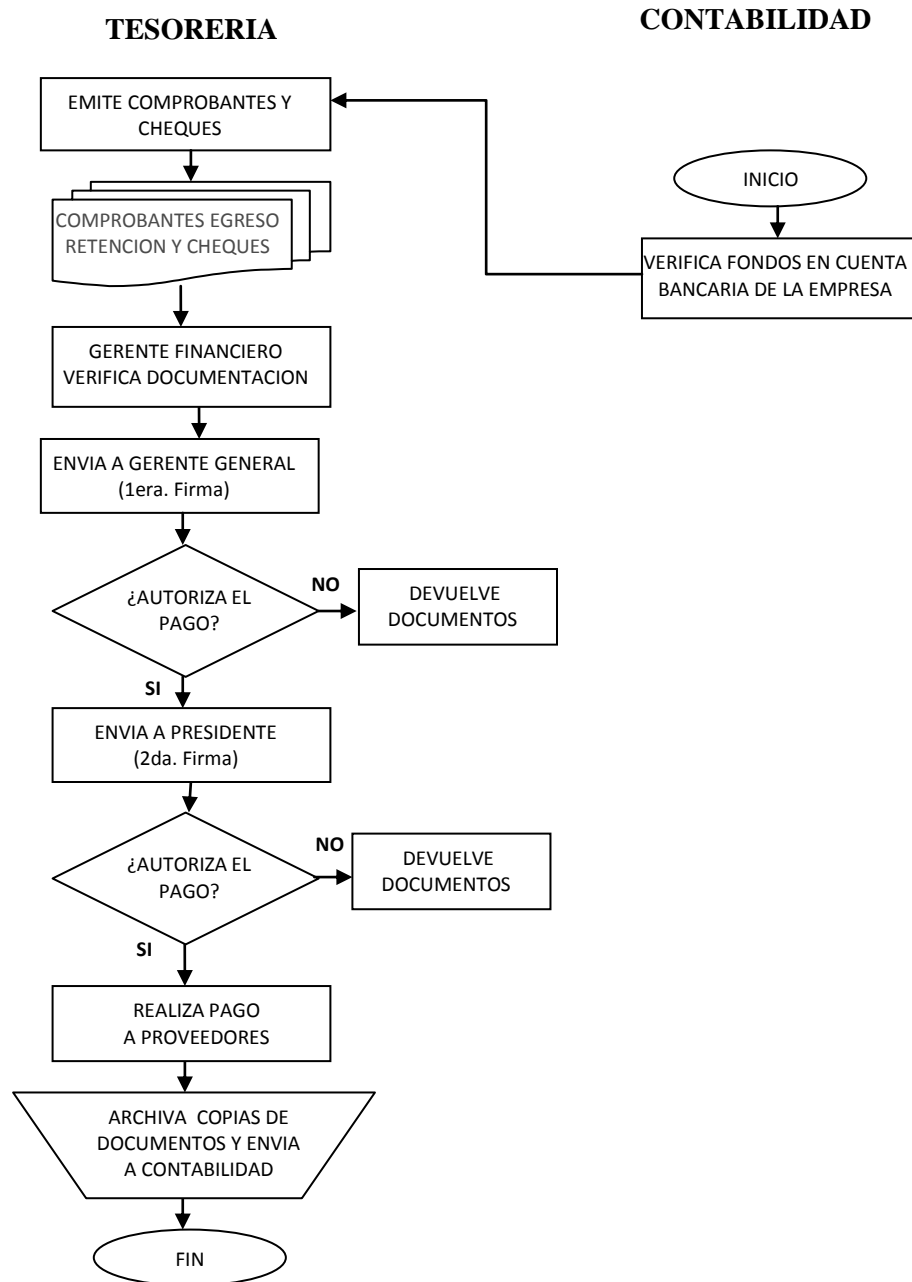 TESORERIA
CONTABILIDAD
EMITE COMPROBANTES Y
CHEQUES
INICIO
COMPROBANTES EGRESO
RETENCION Y CHEQUES
VERIFICA FONDOS EN CUENTA
BANCARIA DE LA EMPRESA
GERENTE FINANCIERO
VERIFICA DOCUMENTACION
ENVIA A GERENTE GENERAL
(1era. Firma)
¿AUTORIZA EL
PAGO?
NO
DEVUELVE
DOCUMENTOS
SI
ENVIA A PRESIDENTE
(2da. Firma)
¿AUTORIZA EL
PAGO?
NO
DEVUELVE
DOCUMENTOS
SI
REALIZA PAGO
A PROVEEDORES
ARCHIVA  COPIAS DE
DOCUMENTOS Y ENVIA
A CONTABILIDAD
FIN